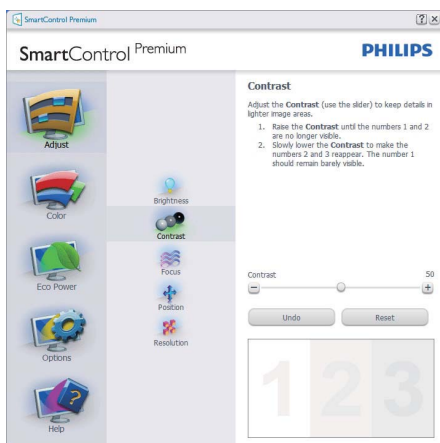 SmartControl Premium
SmartControl Premium
PHILIPS
Adjust
Color
Eco Power
Options
Help
Brightness
Contrast
Focus
Position
Resolution
Contrast
Adjust the Contrast (use the slider) to keep details in
lighter image areas.
1. Raise the Contrast until the numbers 1 and 2
are no longer visible.
2. Slowly lower the Contrast to make the
numbers 2 and 3 reappear. The number 1
should remain barely visible.
Contrast 50
Undo Reset
1 2 3